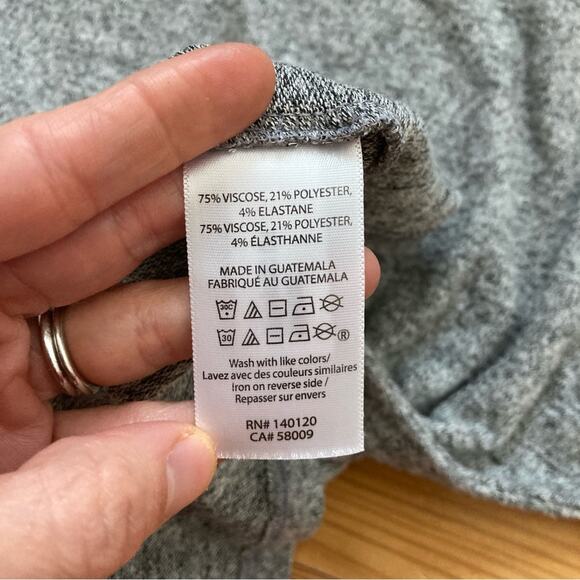 75% VISCOSE, 21% POLYESTER,
4% ELASTANE
75% VISCOSE, 21% POLYESTER,
4% ÉLASTHANNE
MADE IN GUATEMALA
FABRIQUÉ AU GUATEMALA
30C
30 ®
Wash with like colors/
Lavez avec des couleurs similaires
Iron on reverse side /
Repasser sur envers
RN# 140120
CA# 58009